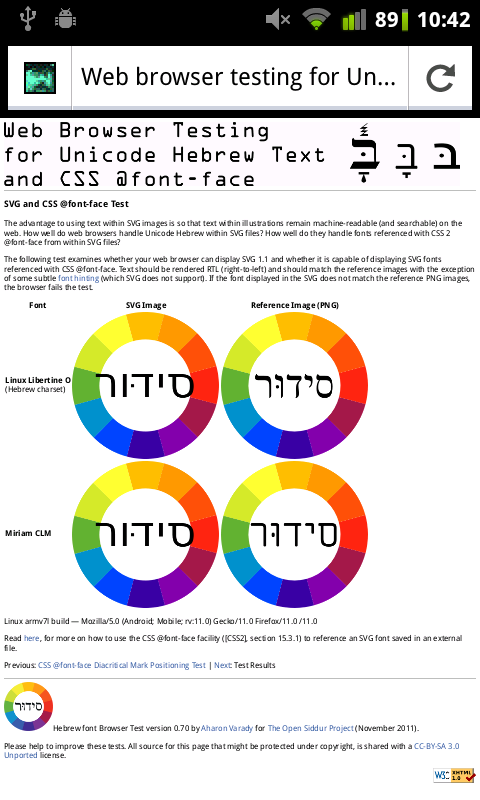 89 10:42
Web browser testing for Un...
Web Browser Testing
for Unicode Hebrew Text
and CSS @font-face
בּ בָּ
SVG and CSS @font-face Test
The advantage to using text within SVG images is so that text within illustrations remain machine-readable (and searchable) on the
web. How well do web browsers handle Unicode Hebrew within SVG files? How well do they handle fonts referenced with CSS 2
@font-face from within SVG files?
The following test examines whether your web browser can display SVG 1.1 and whether it is capable of displaying SVG fonts
referenced with CSS @font-face. Text should be rendered RTL (right-to-left) and should match the reference images with the exception
of some subtle font hinting (which SVG does not support). If the font displayed in the SVG does not match the reference PNG images,
the browser fails the test.
Font SVG Image Reference Image (PNG)
Linux Libertine O
(Hebrew charset)
סידּור סידוּר
Miriam CLM
סידּור סידוּר
Linux armv7l build — Mozilla/5.0 (Android; Mobile; rv:11.0) Gecko/11.0 Firefox/11.0 /11.0
Read here, for more on how to use the CSS @font-face facility ([CSS2], section 15.3.1) to reference an SVG font saved in an external
file.
Previous: CSS @font-face Diacritical Mark Positioning Test | Next: Test Results
סידוּר
Hebrew font Browser Test version 0.70 by Aharon Varady for The Open Siddur Project (November 2011).
Please help to improve these tests. All source for this page that might be protected under copyright, is shared with a CC-BY-SA 3.0
Unported license.
W3C XHTML
1.0